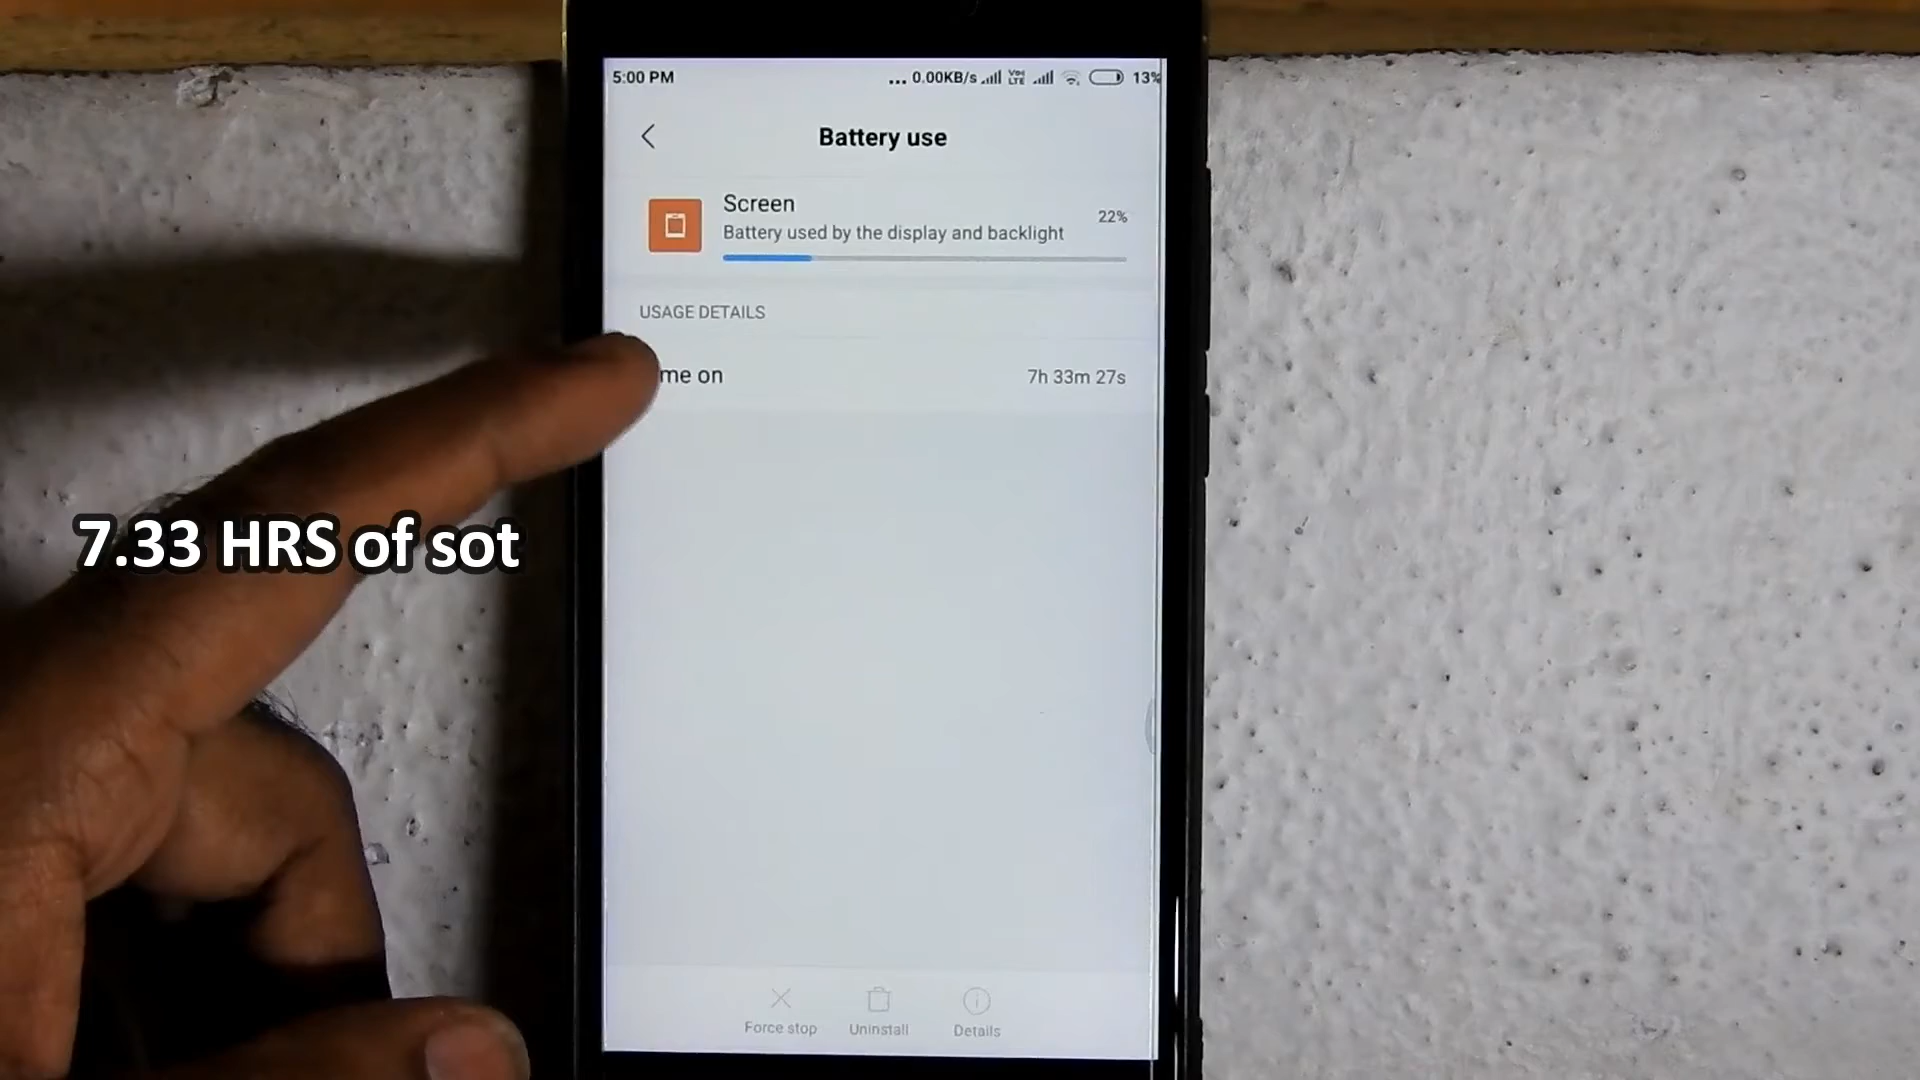 5:00 PM ... 0.00KB/s VoLTE 13%
Battery use
Screen
22%
Battery used by the display and backlight
USAGE DETAILS
me on 7h 33m 27s
7.33 HRS of sot
Force stop Uninstall Details